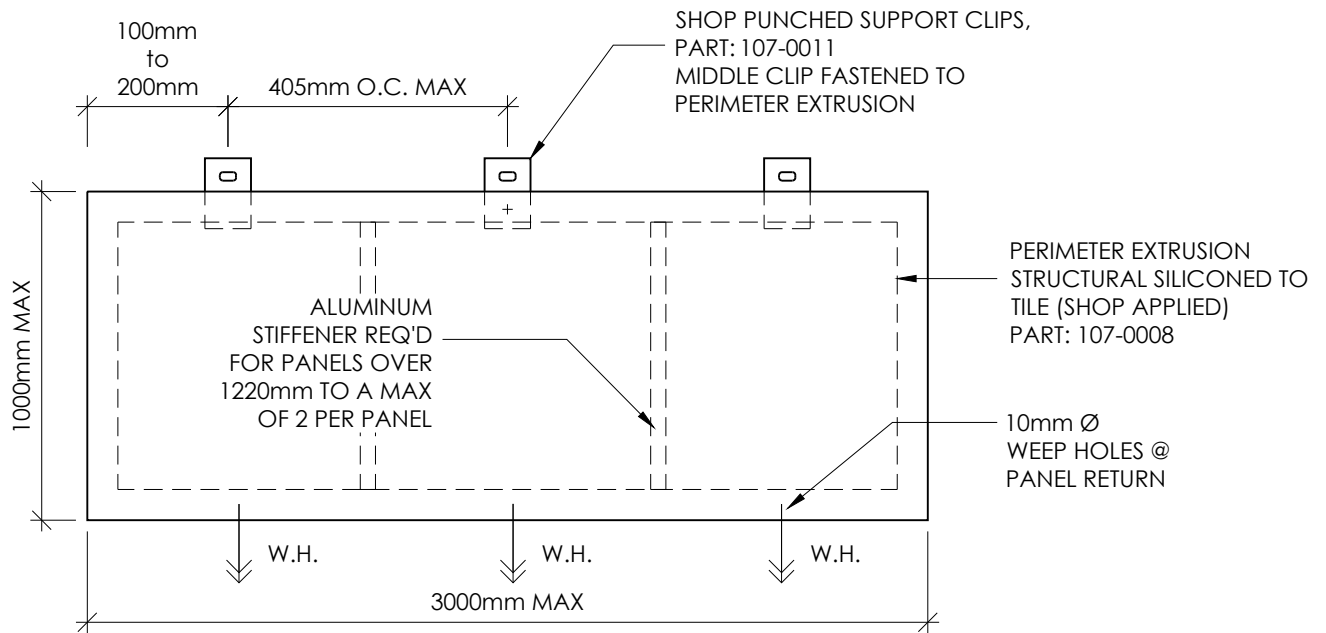 100mm
to
200mm
405mm O.C. MAX
SHOP PUNCHED SUPPORT CLIPS,
PART: 107-0011
MIDDLE CLIP FASTENED TO
PERIMETER EXTRUSION
1000mm MAX
ALUMINUM
STIFFENER REQ'D
FOR PANELS OVER
1220mm TO A MAX
OF 2 PER PANEL
PERIMETER EXTRUSION
STRUCTURAL SILICONED TO
TILE (SHOP APPLIED)
PART: 107-0008
10mm Ø
WEEP HOLES @
PANEL RETURN
W.H.
W.H.
W.H.
3000mm MAX